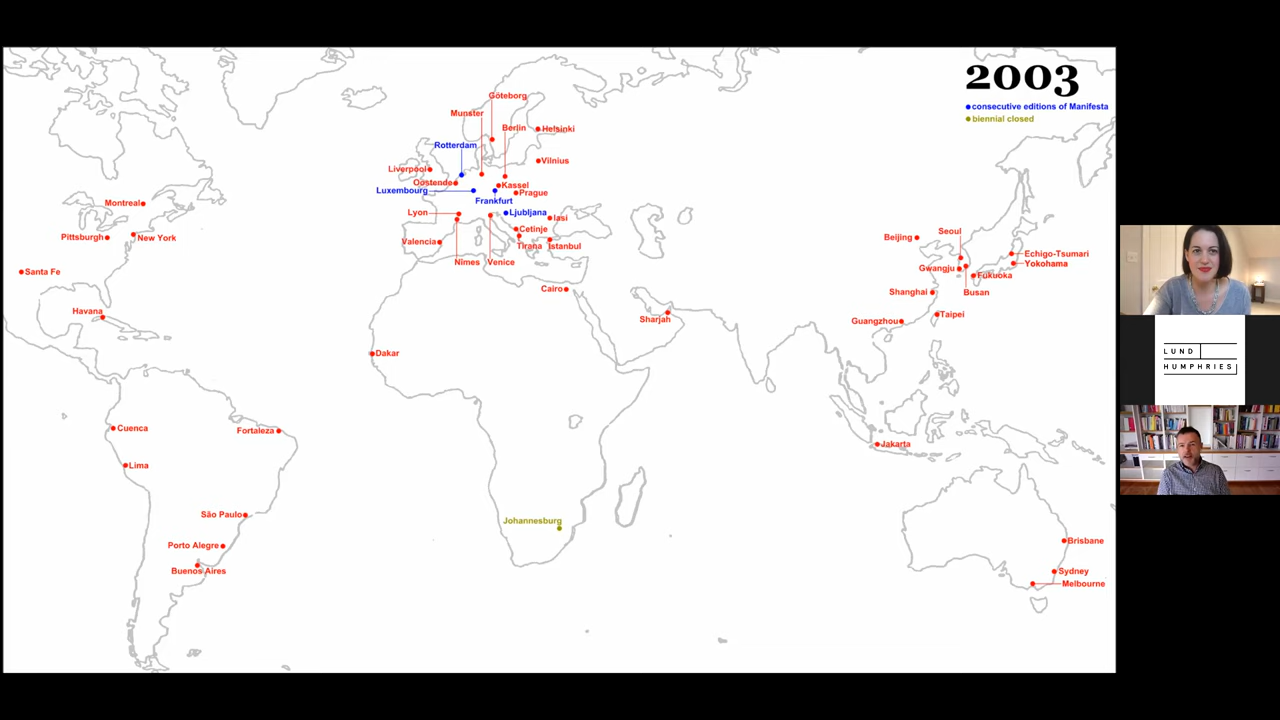 2003
consecutive editions of Manifesta
biennial closed
Göteborg
Munster
Berlin
Helsinki
Rotterdam
Vilnius
Liverpool
Oostende
Kassel
Luxembourg
Prague
Frankfurt
Lyon
Ljubljana
Iasi
Cetinje
Valencia
Tirana
Istanbul
Nîmes
Venice
Cairo
Sharjah
Dakar
Johannesburg
Montreal
Pittsburgh
New York
Santa Fe
Havana
Cuenca
Fortaleza
Lima
São Paulo
Porto Alegre
Buenos Aires
Seoul
Beijing
Echigo-Tsumari
Yokohama
Gwangju
Fukuoka
Shanghai
Busan
Taipei
Guangzhou
Jakarta
Brisbane
Sydney
Melbourne
LUND
HUMPHRIES